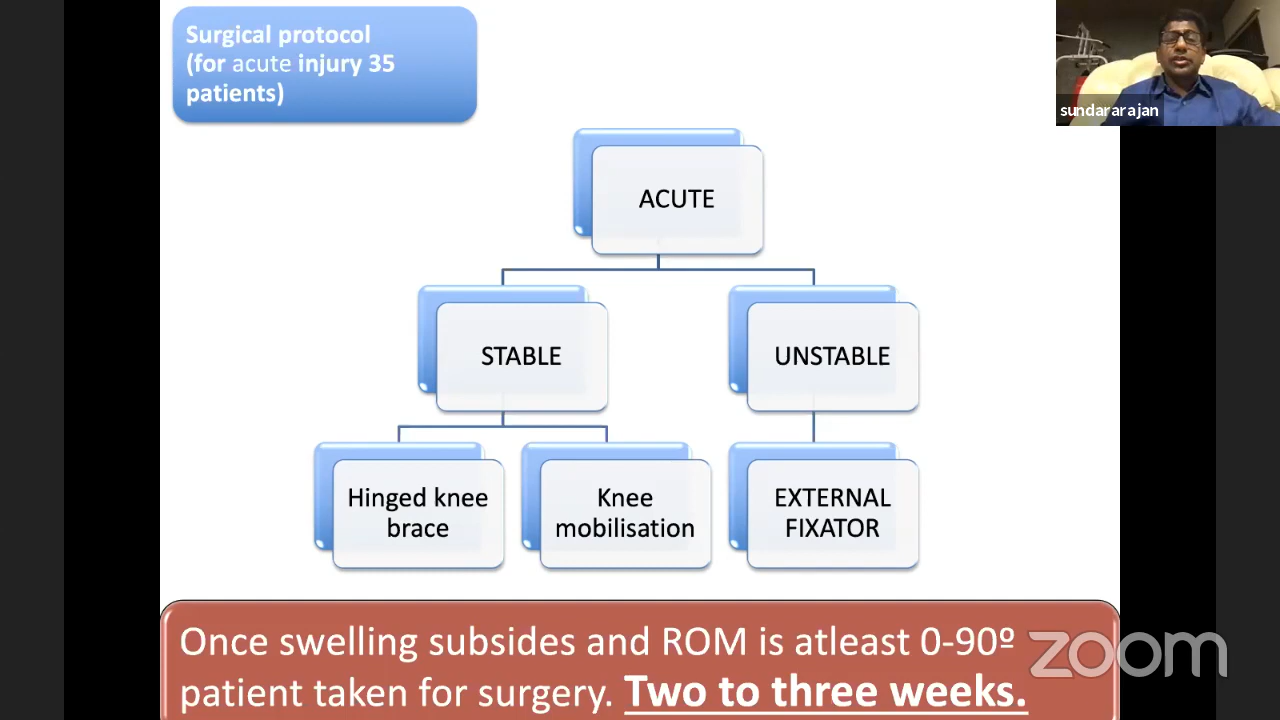 Surgical protocol
(for acute injury 35
patients)
sundararajan
ACUTE
STABLE
UNSTABLE
Hinged knee
brace
Knee
mobilisation
EXTERNAL
FIXATOR
Once swelling subsides and ROM is atleast 0-90º
patient taken for surgery. Two to three weeks.
zoom